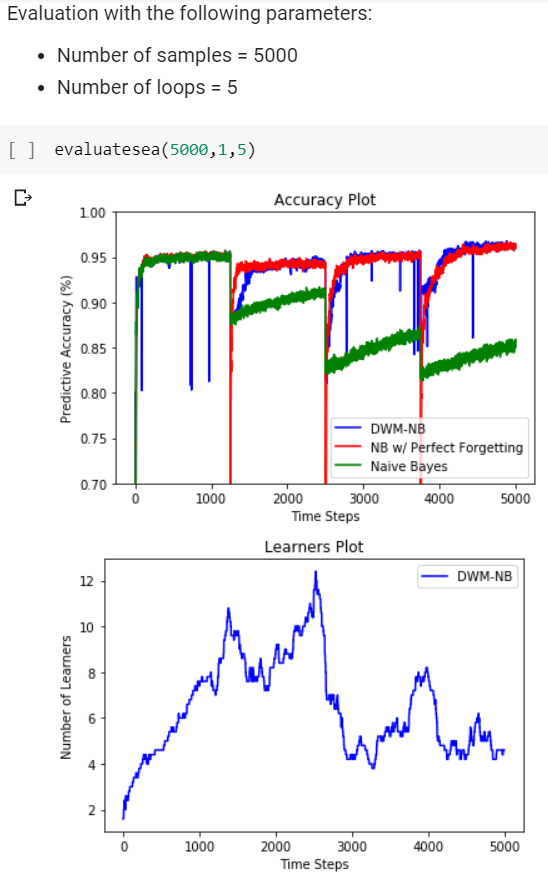 Evaluation with the following parameters:
• Number of samples = 5000
• Number of loops = 5
[ ] evaluatesea(5000,1,5)
Accuracy Plot
1.00
0.95
0.90
0.85
0.80
0.75
0.70
Predictive Accuracy (%)
DWM-NB
NB w/ Perfect Forgetting
Naive Bayes
0 1000 2000 3000 4000 5000
Time Steps
Learners Plot
12
10
8
6
4
2
Number of Learners
DWM-NB
0 1000 2000 3000 4000 5000
Time Steps